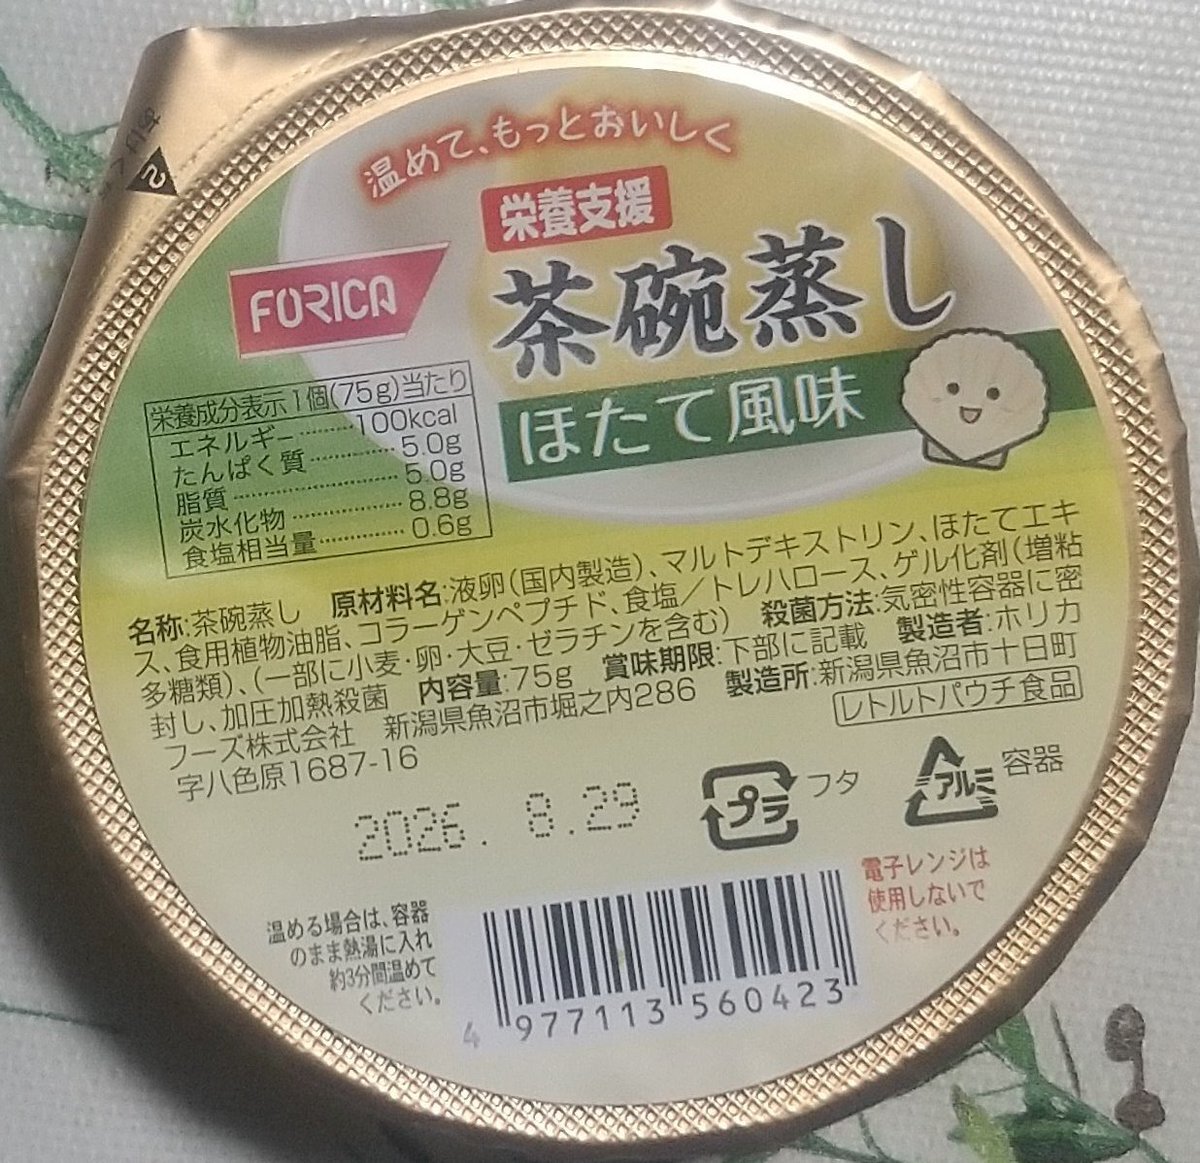 温めて、もっとおいしく
栄養支援
FORICA
茶碗蒸し
ほたて風味
栄養成分表示1個(75g)当たり
エネルギー……100kcal
たんぱく質……5.0g
脂質……5.0g
炭水化物……8.8g
食塩相当量……0.6g
名称:茶碗蒸し 原材料名:液卵(国内製造)、マルトデキストリン、ほたてエキ
ス、食用植物油脂、コラーゲンペプチド、食塩/トレハロース、ゲル化剤(増粘
多糖類)、(一部に小麦・卵・大豆・ゼラチンを含む) 殺菌方法:気密性容器に密
封し、加圧加熱殺菌 内容量:75g 賞味期限:下部に記載 製造者:ホリカ
フーズ株式会社 新潟県魚沼市堀之内286 製造所:新潟県魚沼市十日町
字八色原1687-16
レトルトパウチ食品
2026. 8.29
プラ フタ
アルミ 容器
温める場合は、容器
のまま熱湯に入れ
約3分間温めて
ください。
電子レンジは
使用しないで
ください。
4 977113 560423
2